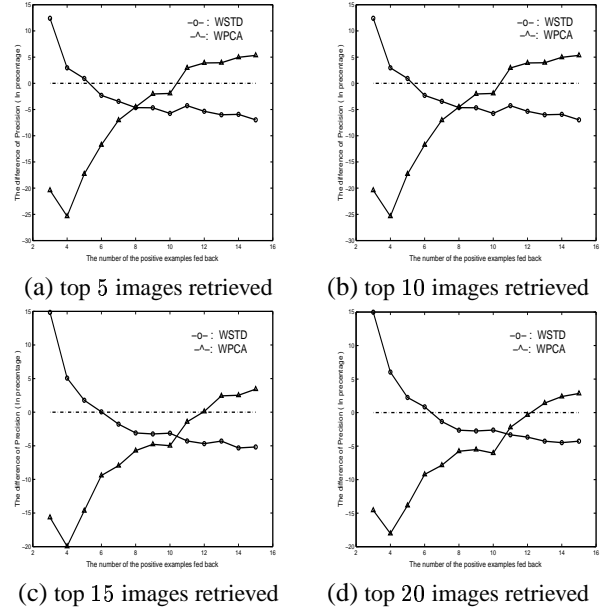 15
10
5
0
−5
−10
−15
−20
−25
−30
The difference of Precision ( In precentage )
–o– : WSTD
–^–: WPCA
2 4 6 8 10 12 14 16
The number of the positive examples fed back
(a) top 5 images retrieved
15
10
5
0
−5
−10
−15
−20
−25
−30
The difference of Precision ( In precentage )
–o– : WSTD
–^–: WPCA
2 4 6 8 10 12 14 16
The number of the positive examples fed back
(b) top 10 images retrieved
15
10
5
0
−5
−10
−15
−20
The difference of Precision ( In precentage )
–o– : WSTD
–^–: WPCA
2 4 6 8 10 12 14 16
The number of the positive examples fed back
(c) top 15 images retrieved
15
10
5
0
−5
−10
−15
−20
The difference of Precision ( In precentage )
–o– : WSTD
–^–: WPCA
2 4 6 8 10 12 14 16
The number of the positive examples fed back
(d) top 20 images retrieved